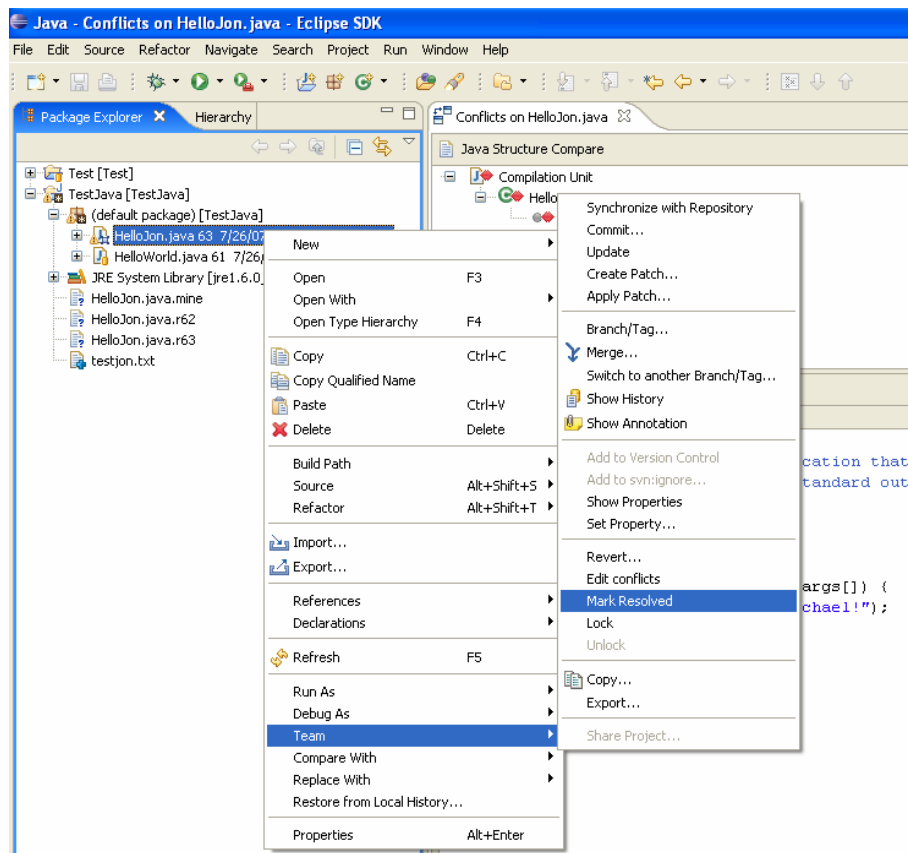 Java - Conflicts on HelloJon.java - Eclipse SDK
File Edit Source Refactor Navigate Search Project Run Window Help
Package Explorer
Hierarchy
Conflicts on HelloJon.java
Java Structure Compare
Test [Test]
TestJava [TestJava]
(default package) [TestJava]
HelloJon.java 63 7/26/07
HelloWorld.java 61 7/26/
JRE System Library [jre1.6.0_
HelloJon.java.mine
HelloJon.java.r62
HelloJon.java.r63
testjon.txt
Compilation Unit
Hello
New
Open F3
Open With
Open Type Hierarchy F4
Copy Ctrl+C
Copy Qualified Name
Paste Ctrl+V
Delete Delete
Build Path
Source Alt+Shift+S
Refactor Alt+Shift+T
Import...
Export...
References
Declarations
Refresh F5
Run As
Debug As
Team
Compare With
Replace With
Restore from Local History...
Properties Alt+Enter
Synchronize with Repository
Commit...
Update
Create Patch...
Apply Patch...
Branch/Tag...
Merge...
Switch to another Branch/Tag...
Show History
Show Annotation
Add to Version Control
Add to svn:ignore...
Show Properties
Set Property...
Revert...
Edit conflicts
Mark Resolved
Lock
Unlock
Copy...
Export...
Share Project...
cation that
tandard out
args[]) {
chael!");